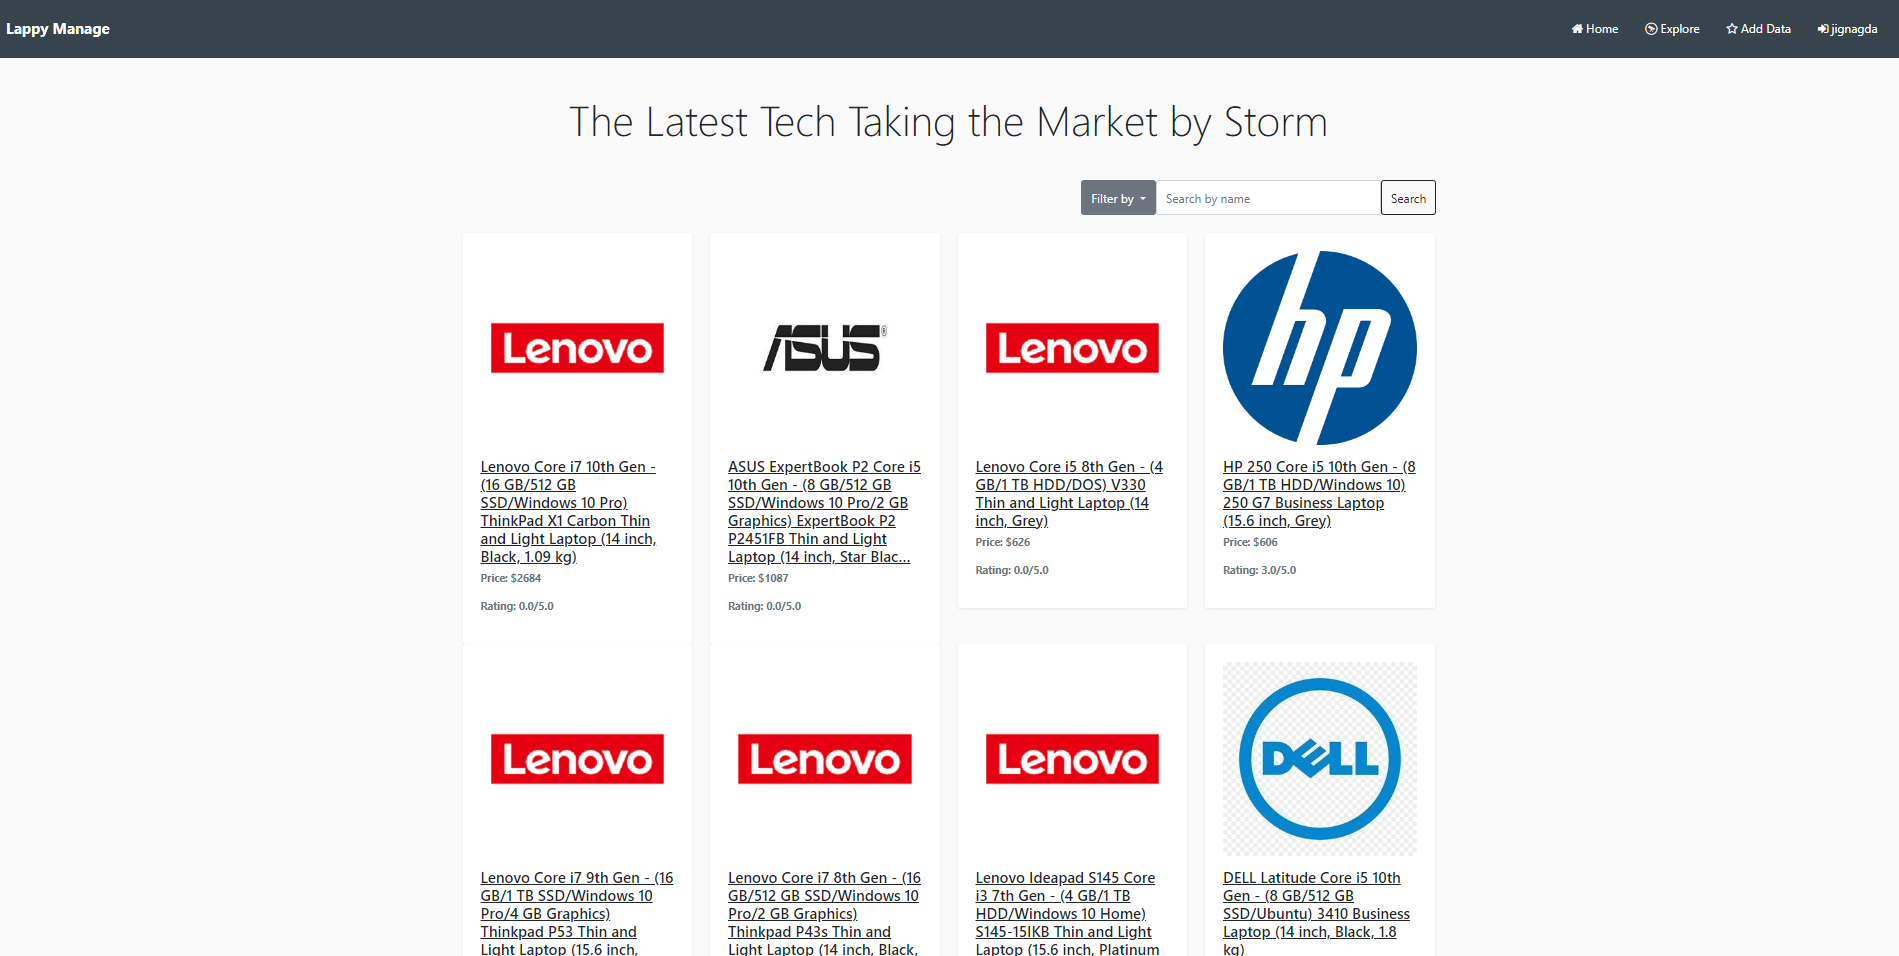 Lappy Manage
Home
Explore
Add Data
jignagda
The Latest Tech Taking the Market by Storm
Filter by
Search by name
Search
Lenovo
Lenovo Core i7 10th Gen -
(16 GB/512 GB
SSD/Windows 10 Pro)
ThinkPad X1 Carbon Thin
and Light Laptop (14 inch,
Black, 1.09 kg)
Price: $2684
Rating: 0.0/5.0
ASUS®
ASUS ExpertBook P2 Core i5
10th Gen - (8 GB/512 GB
SSD/Windows 10 Pro/2 GB
Graphics) ExpertBook P2
P2451FB Thin and Light
Laptop (14 inch, Star Blac...
Price: $1087
Rating: 0.0/5.0
Lenovo
Lenovo Core i5 8th Gen - (4
GB/1 TB HDD/DOS) V330
Thin and Light Laptop (14
inch, Grey)
Price: $626
Rating: 0.0/5.0
hp
HP 250 Core i5 10th Gen - (8
GB/1 TB HDD/Windows 10)
250 G7 Business Laptop
(15.6 inch, Grey)
Price: $606
Rating: 3.0/5.0
Lenovo
Lenovo Core i7 9th Gen - (16
GB/1 TB SSD/Windows 10
Pro/4 GB Graphics)
Thinkpad P53 Thin and
Light Laptop (15.6 inch,
Lenovo
Lenovo Core i7 8th Gen - (16
GB/512 GB SSD/Windows 10
Pro/2 GB Graphics)
Thinkpad P43s Thin and
Light Laptop (14 inch, Black,
Lenovo
Lenovo Ideapad S145 Core
i3 7th Gen - (4 GB/1 TB
HDD/Windows 10 Home)
S145-15IKB Thin and Light
Laptop (15.6 inch, Platinum
DELL
DELL Latitude Core i5 10th
Gen - (8 GB/512 GB
SSD/Ubuntu) 3410 Business
Laptop (14 inch, Black, 1.8
kg)